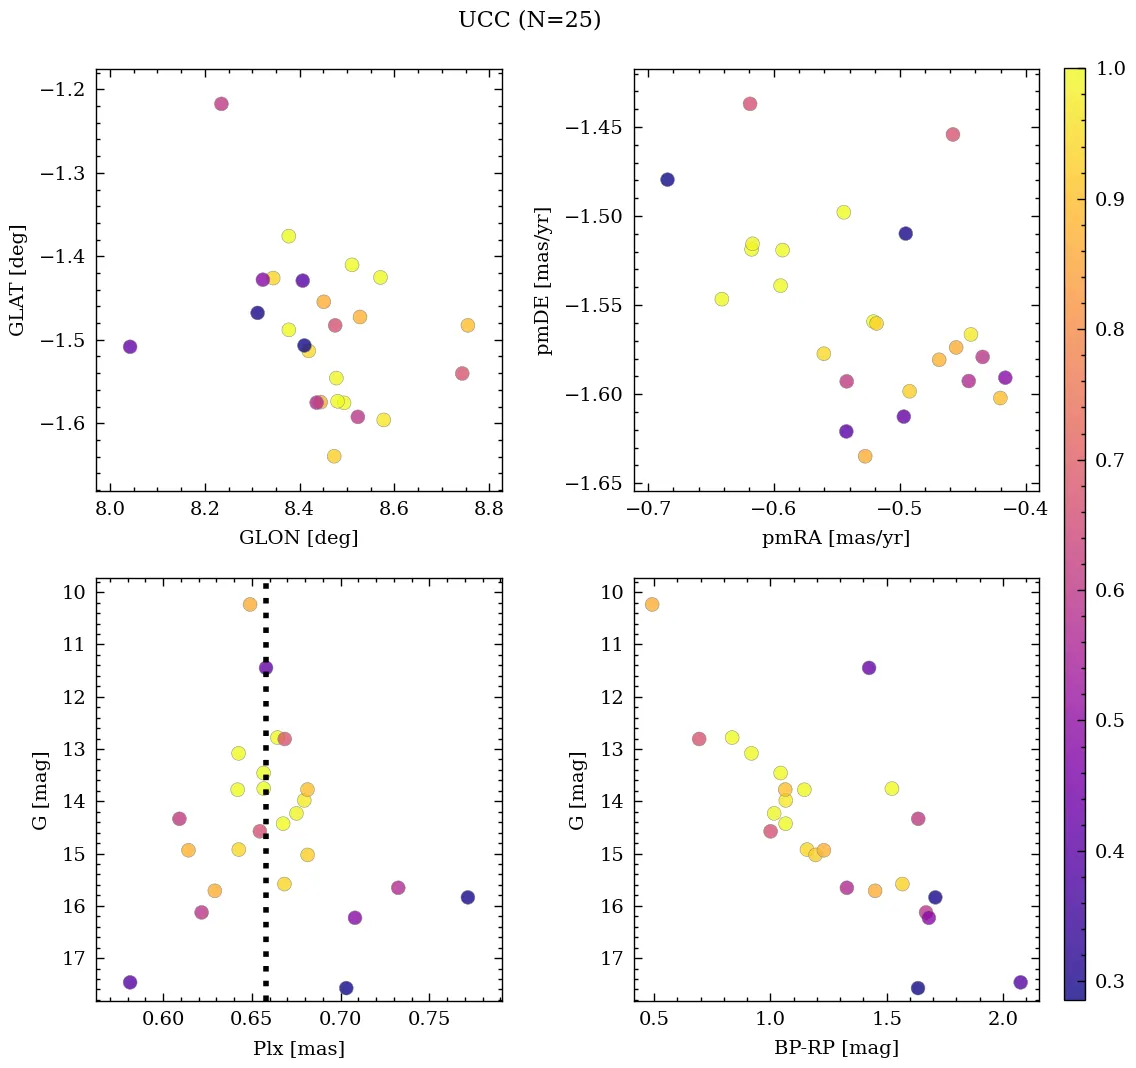 UCC (N=25)
−1.2
−1.3
−1.4
−1.5
−1.6
GLAT [deg]
8.0 8.2 8.4 8.6 8.8
GLON [deg]
−1.45
−1.50
−1.55
−1.60
−1.65
pmDE [mas/yr]
−0.7 −0.6 −0.5 −0.4
pmRA [mas/yr]
10
11
12
13
14
15
16
17
G [mag]
0.60 0.65 0.70 0.75
Plx [mas]
10
11
12
13
14
15
16
17
G [mag]
0.5 1.0 1.5 2.0
BP-RP [mag]
1.0
0.9
0.8
0.7
0.6
0.5
0.4
0.3